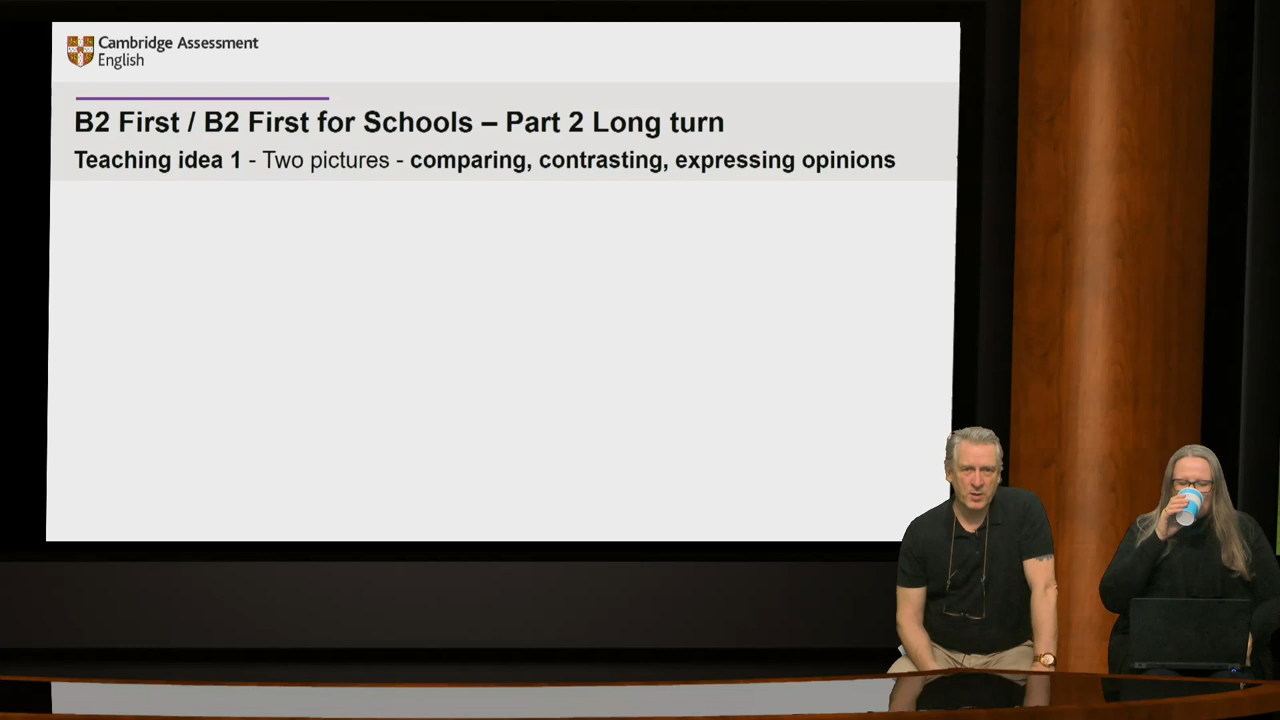 Cambridge Assessment
English
B2 First / B2 First for Schools – Part 2 Long turn
Teaching idea 1 - Two pictures - comparing, contrasting, expressing opinions